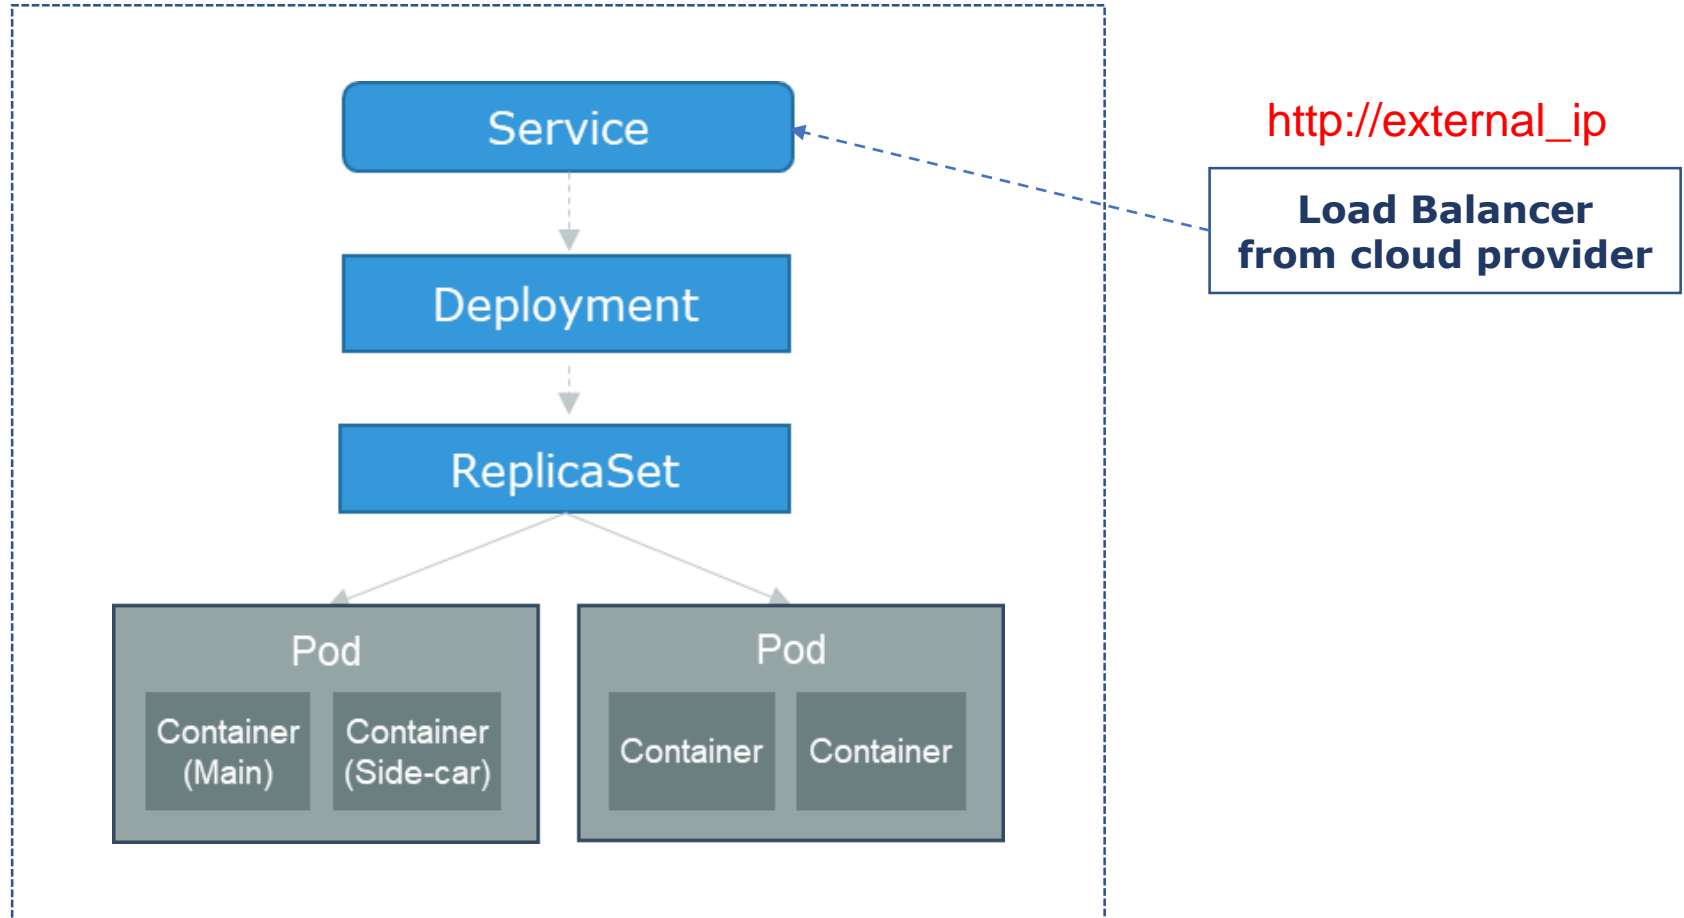 Service
http://external_ip
Load Balancer
from cloud provider
Deployment
ReplicaSet
Pod
Container
(Main)
Container
(Side-car)
Pod
Container
Container